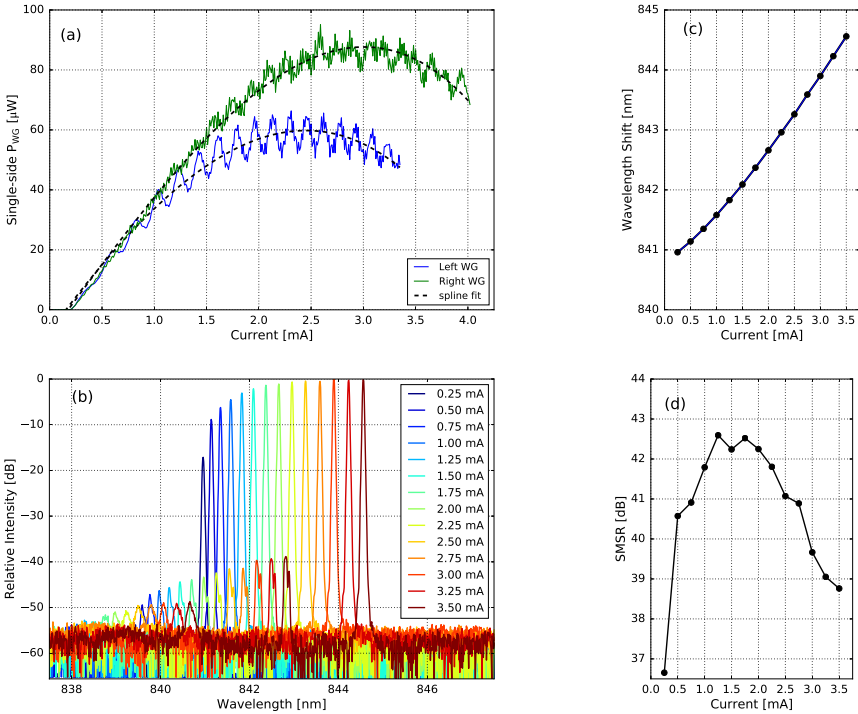 (a)
Single-side P_WG [μW]
100
80
60
40
20
0
0.0 0.5 1.0 1.5 2.0 2.5 3.0 3.5 4.0
Current [mA]
Left WG
Right WG
spline fit
(c)
Wavelength Shift [nm]
845
844
843
842
841
840
0.0 0.5 1.0 1.5 2.0 2.5 3.0 3.5
Current [mA]
(b)
Relative Intensity [dB]
0
−10
−20
−30
−40
−50
−60
838 840 842 844 846
Wavelength [nm]
0.25 mA
0.50 mA
0.75 mA
1.00 mA
1.25 mA
1.50 mA
1.75 mA
2.00 mA
2.25 mA
2.50 mA
2.75 mA
3.00 mA
3.25 mA
3.50 mA
(d)
SMSR [dB]
44
43
42
41
40
39
38
37
0.0 0.5 1.0 1.5 2.0 2.5 3.0 3.5
Current [mA]